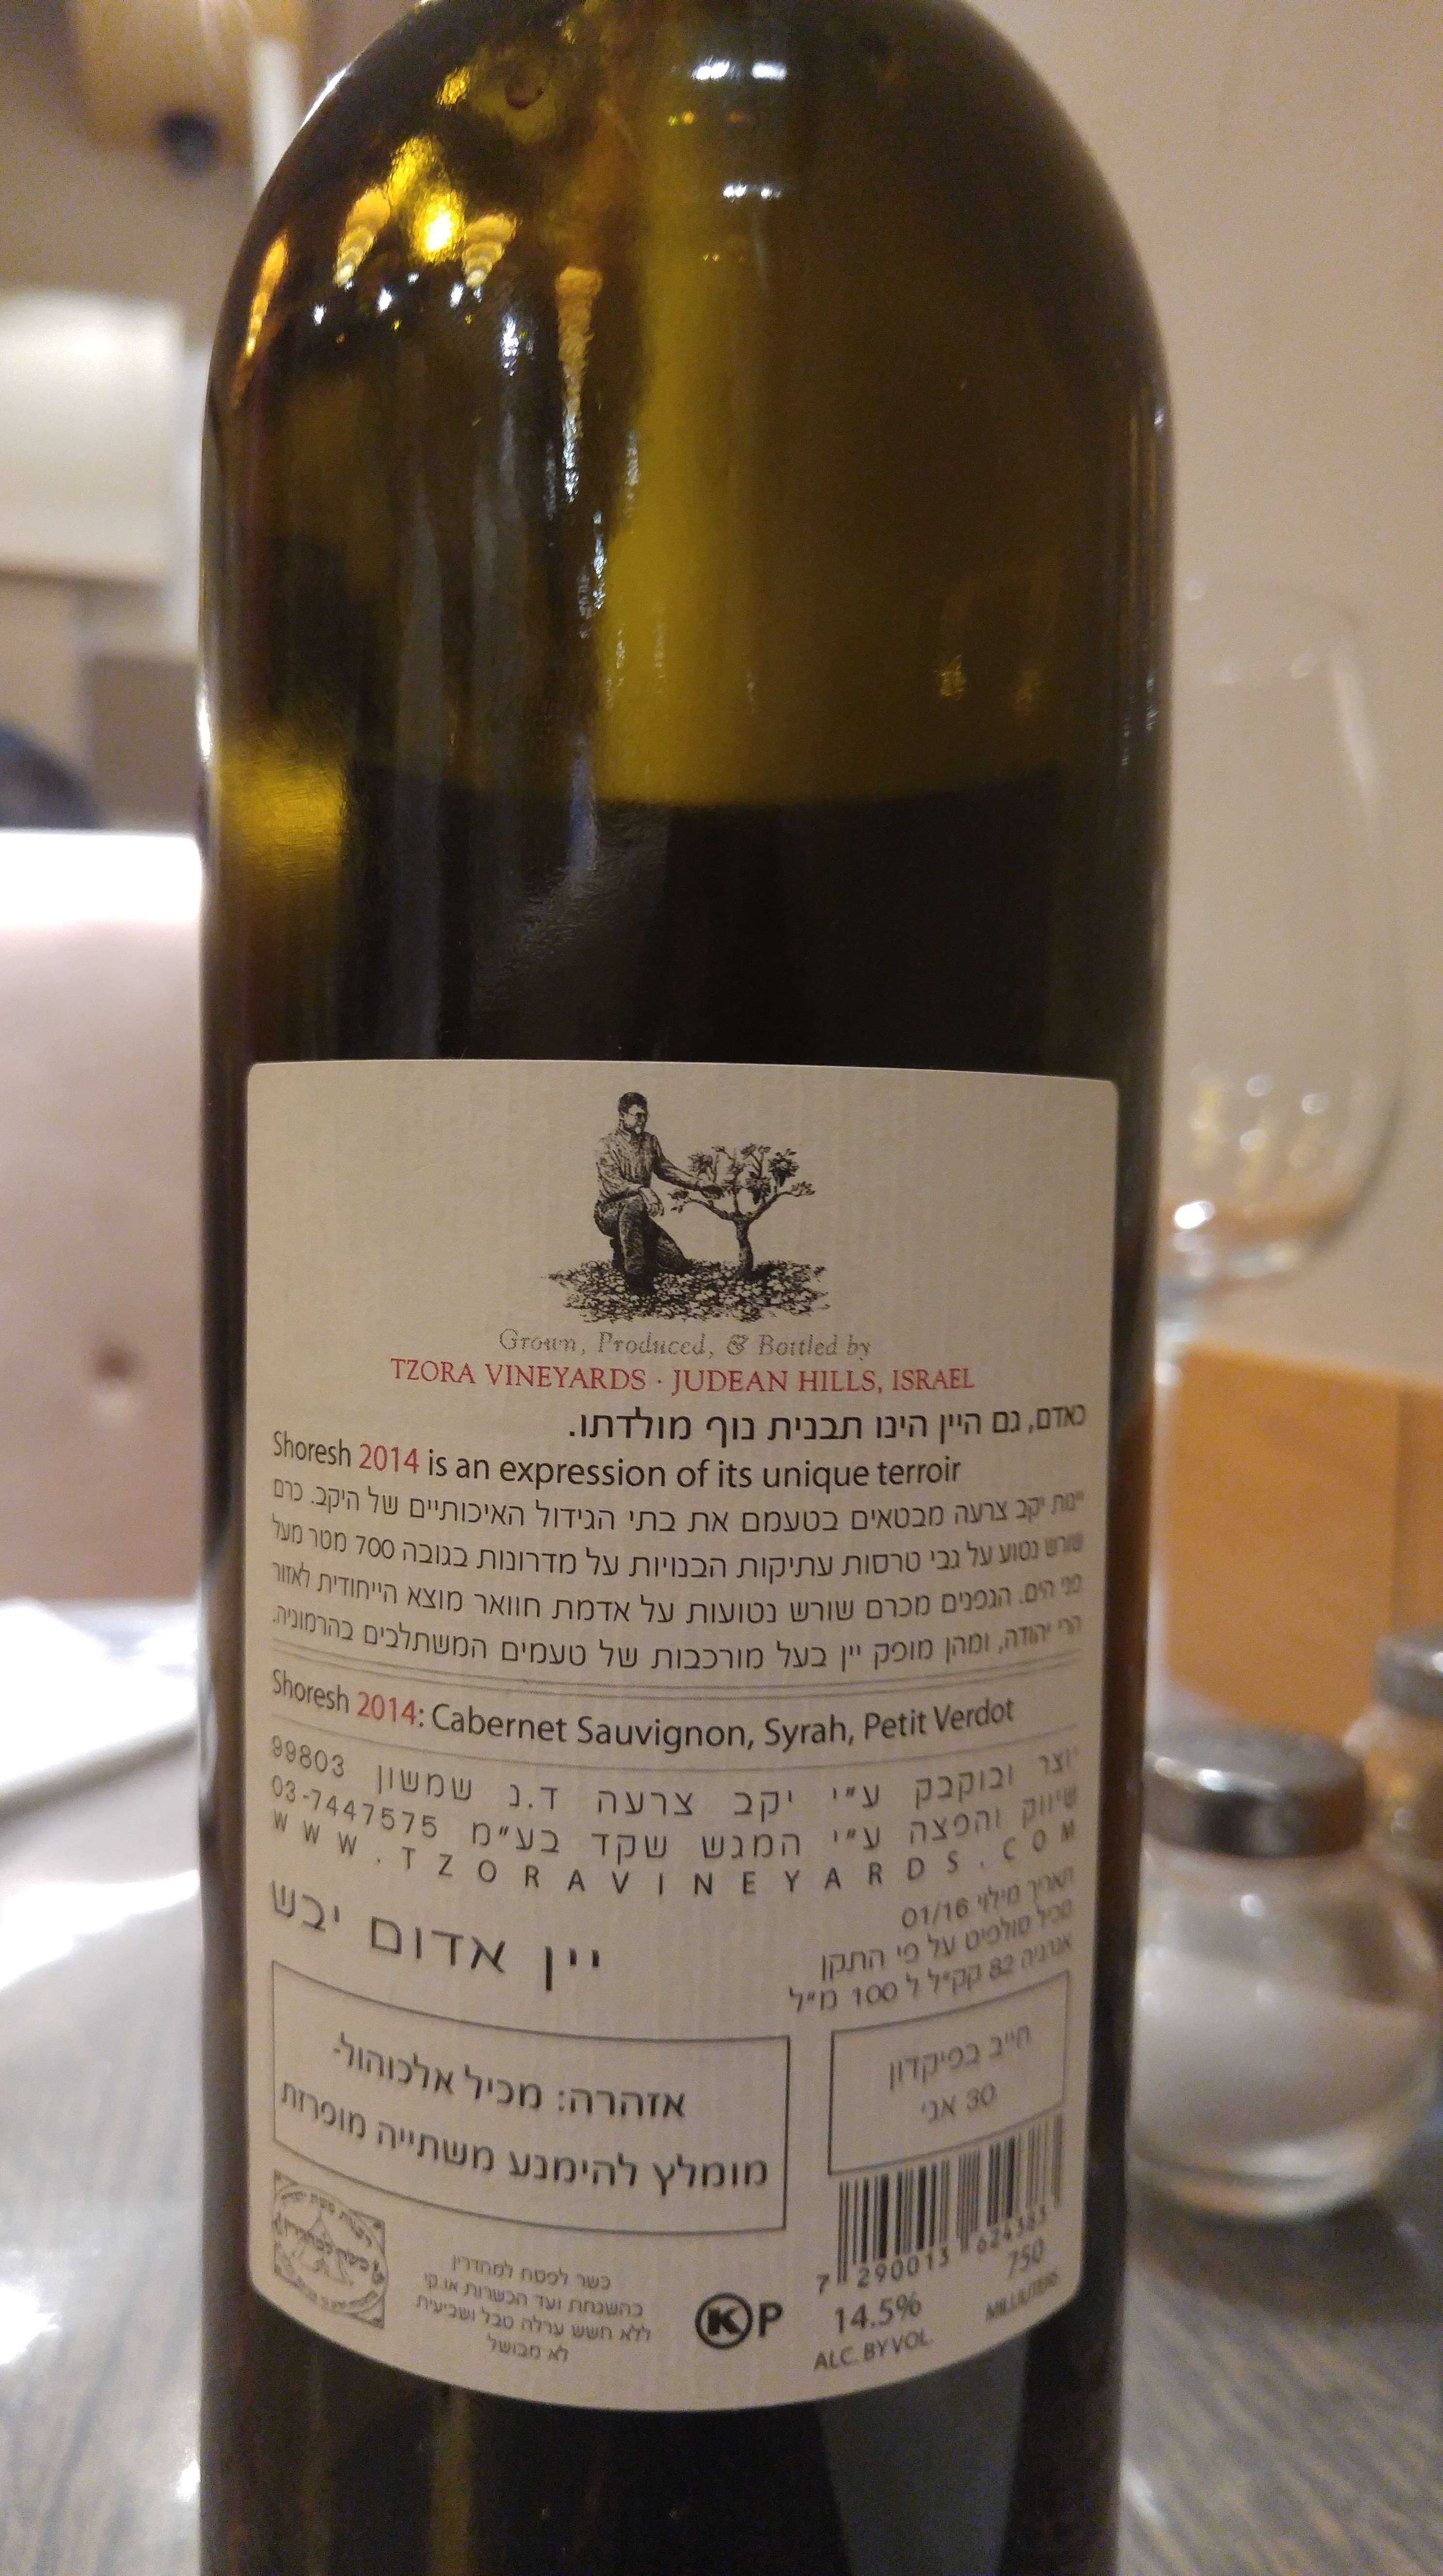 Grown, Produced, & Bottled by
TZORA VINEYARDS · JUDEAN HILLS, ISRAEL
כאדם, גם היין הינו תבנית נוף מולדתו.
Shoresh 2014 is an expression of its unique terroir
יינות יקב צרעה מבטאים בטעמם את בתי הגידול האיכותיים של היקב. כרם
שורש נטוע על גבי טרסות עתיקות הבנויות על מדרונות בגובה 700 מטר מעל
פני הים. הגפנים מכרם שורש נטועות על אדמת חוואר מוצא הייחודית לאזור
הרי יהודה, ומהן מופק יין בעל מורכבות של טעמים המשתלבים בהרמוניה.
Shoresh 2014: Cabernet Sauvignon, Syrah, Petit Verdot
יוצר ובוקבק ע״י יקב צרעה ד.נ שמשון 99803
שיווק והפצה ע״י המגש שקד בע״מ 03-7447575
WWW.TZORAVINEYARDS.COM
תאריך מילוי 01/16
מכיל סולפיט על פי התקן
אנרגיה 82 קק״ל ל 100 מ״ל
יין אדום יבש
חייב בפיקדון
30 אג׳
אזהרה: מכיל אלכוהול-
מומלץ להימנע משתייה מופרזת
כשר לפסח למהדרין
בהשגחת ועד הכשרות או.קי
ללא חשש ערלה טבל ושביעית
לא מבושל
K P
7 290013 624383
14.5%
ALC. BY VOL.
750
MILLILITERS